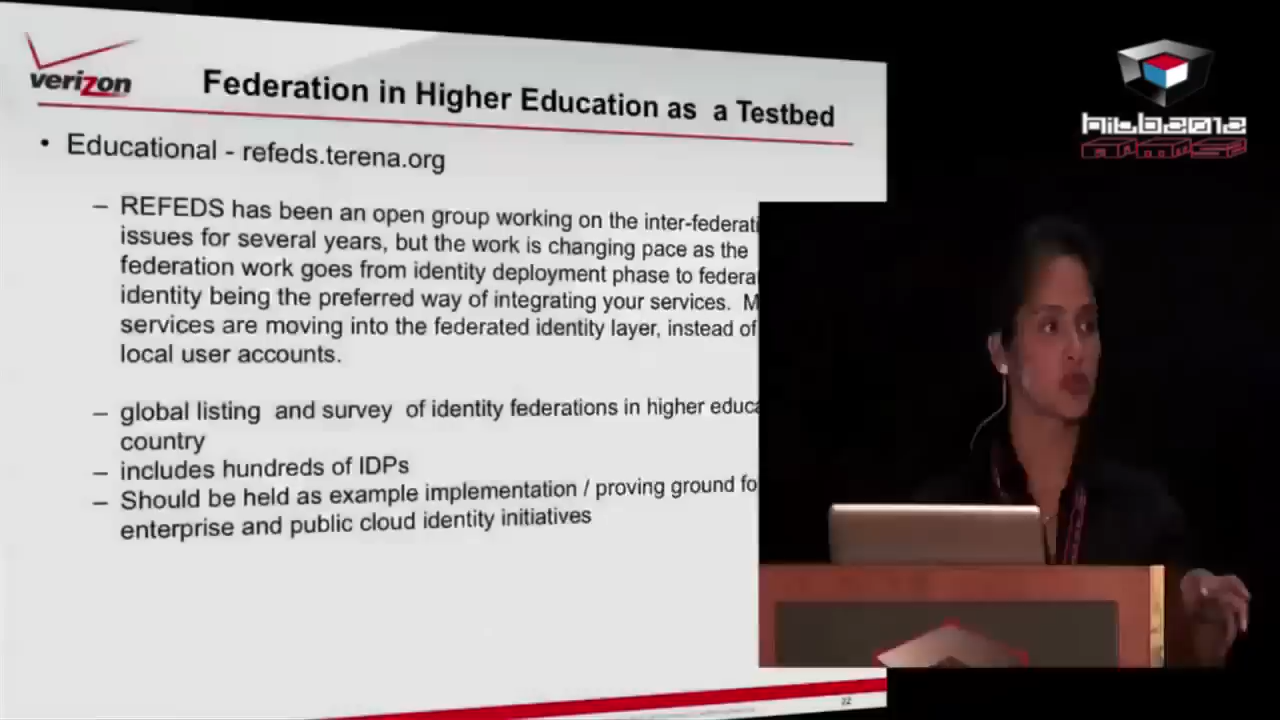 verizon
Federation in Higher Education as a Testbed
• Educational - refeds.terena.org
– REFEDS has been an open group working on the inter-federati
issues for several years, but the work is changing pace as the
federation work goes from identity deployment phase to federa
identity being the preferred way of integrating your services. M
services are moving into the federated identity layer, instead of
local user accounts.
– global listing and survey of identity federations in higher educa
country
– includes hundreds of IDPs
– Should be held as example implementation / proving ground fo
enterprise and public cloud identity initiatives
22
hitb2012